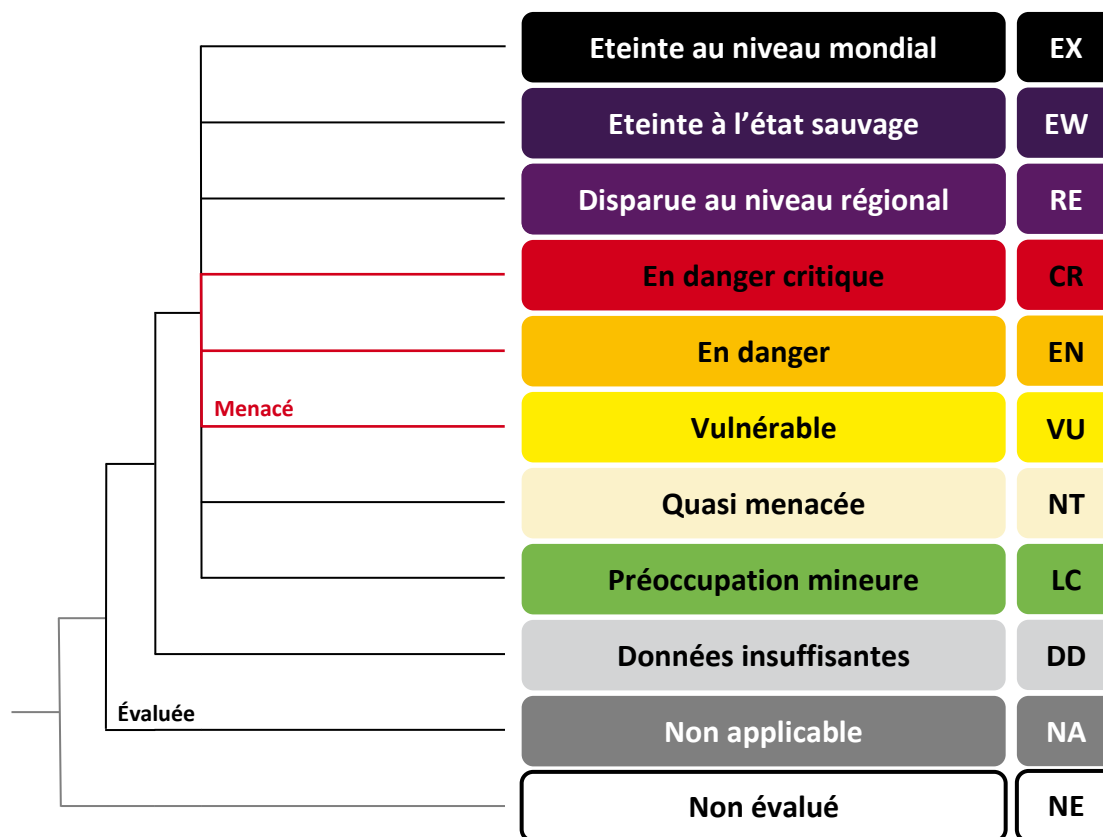 Eteinte au niveau mondial EX
Eteinte à l’état sauvage EW
Disparue au niveau régional RE
En danger critique CR
En danger EN
Menacé
Vulnérable VU
Quasi menacée NT
Préoccupation mineure LC
Données insuffisantes DD
Évaluée
Non applicable NA
Non évalué NE